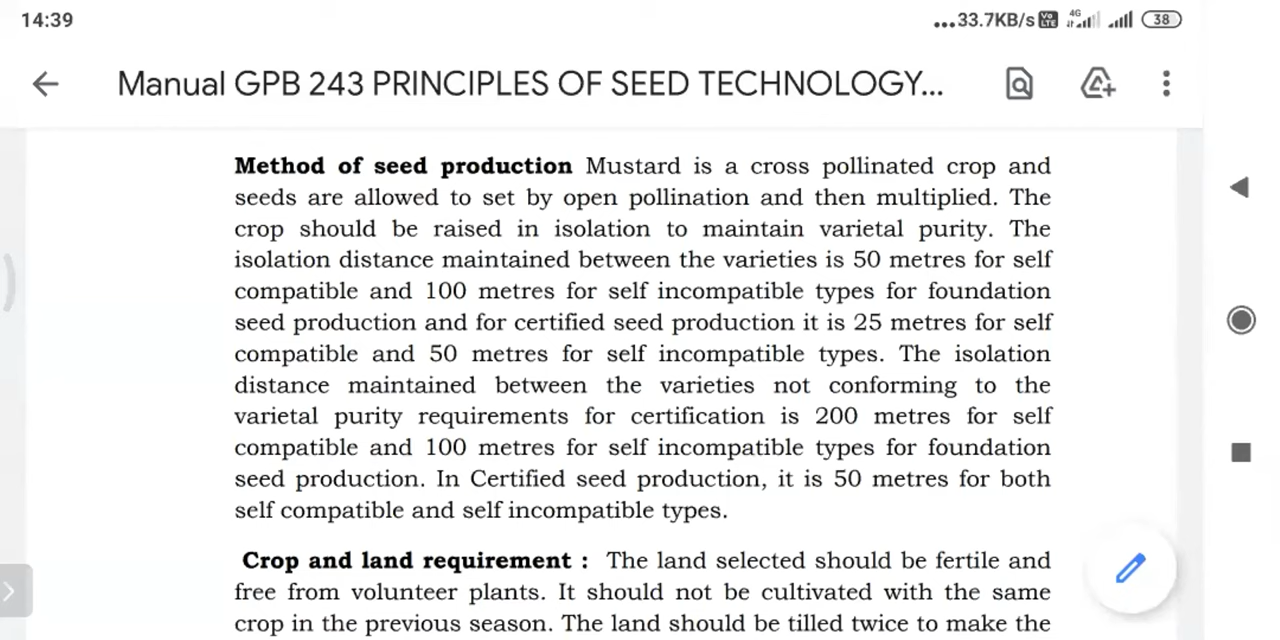 14:39
...33.7KB/s Vo LTE 4G 38
Manual GPB 243 PRINCIPLES OF SEED TECHNOLOGY...
Method of seed production Mustard is a cross pollinated crop and
seeds are allowed to set by open pollination and then multiplied. The
crop should be raised in isolation to maintain varietal purity. The
isolation distance maintained between the varieties is 50 metres for self
compatible and 100 metres for self incompatible types for foundation
seed production and for certified seed production it is 25 metres for self
compatible and 50 metres for self incompatible types. The isolation
distance maintained between the varieties not conforming to the
varietal purity requirements for certification is 200 metres for self
compatible and 100 metres for self incompatible types for foundation
seed production. In Certified seed production, it is 50 metres for both
self compatible and self incompatible types.
Crop and land requirement : The land selected should be fertile and
free from volunteer plants. It should not be cultivated with the same
crop in the previous season. The land should be tilled twice to make the